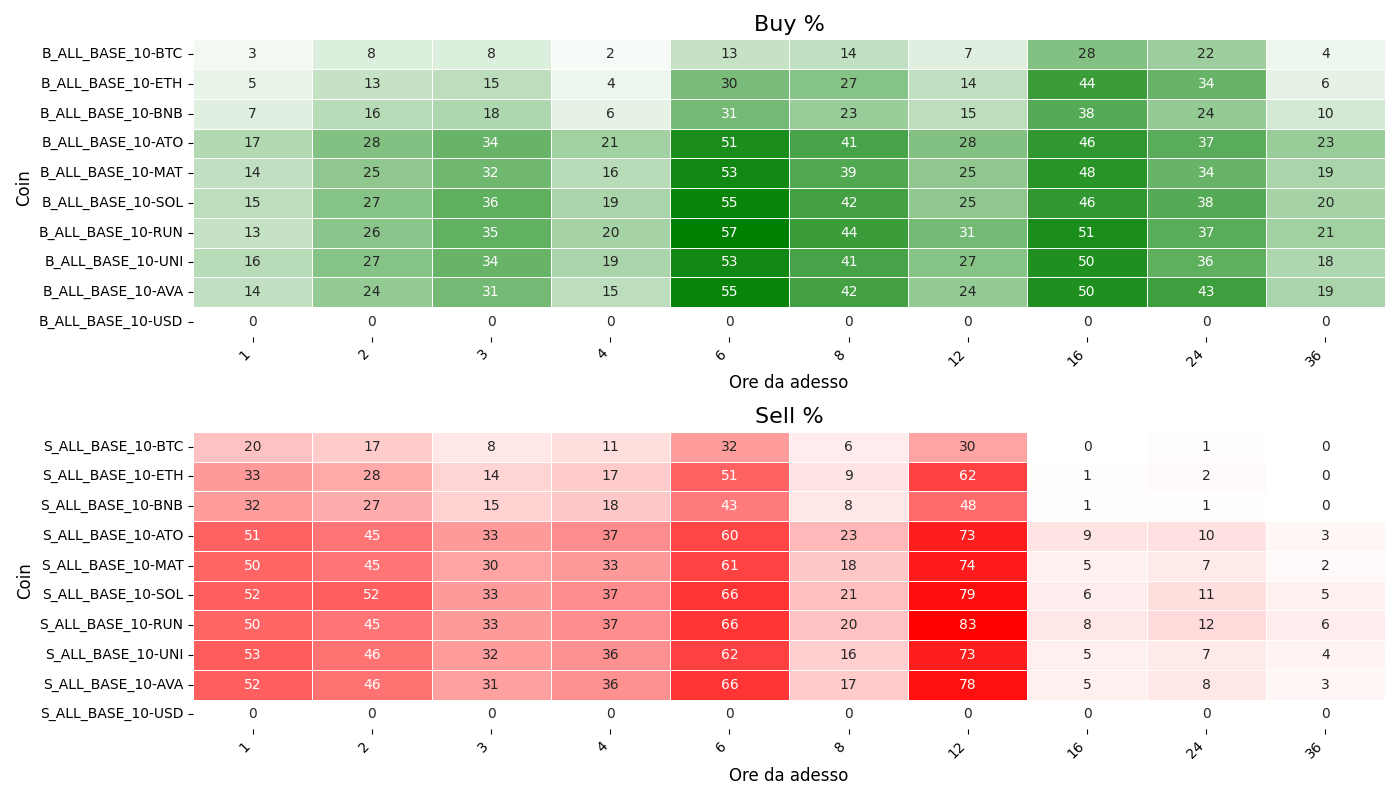 Buy %
Coin
B_ALL_BASE_10-BTC 3 8 8 2 13 14 7 28 22 4
B_ALL_BASE_10-ETH 5 13 15 4 30 27 14 44 34 6
B_ALL_BASE_10-BNB 7 16 18 6 31 23 15 38 24 10
B_ALL_BASE_10-ATO 17 28 34 21 51 41 28 46 37 23
B_ALL_BASE_10-MAT 14 25 32 16 53 39 25 48 34 19
B_ALL_BASE_10-SOL 15 27 36 19 55 42 25 46 38 20
B_ALL_BASE_10-RUN 13 26 35 20 57 44 31 51 37 21
B_ALL_BASE_10-UNI 16 27 34 19 53 41 27 50 36 18
B_ALL_BASE_10-AVA 14 24 31 15 55 42 24 50 43 19
B_ALL_BASE_10-USD 0 0 0 0 0 0 0 0 0 0
1 2 3 4 6 8 12 16 24 36
Ore da adesso
Sell %
Coin
S_ALL_BASE_10-BTC 20 17 8 11 32 6 30 0 1 0
S_ALL_BASE_10-ETH 33 28 14 17 51 9 62 1 2 0
S_ALL_BASE_10-BNB 32 27 15 18 43 8 48 1 1 0
S_ALL_BASE_10-ATO 51 45 33 37 60 23 73 9 10 3
S_ALL_BASE_10-MAT 50 45 30 33 61 18 74 5 7 2
S_ALL_BASE_10-SOL 52 52 33 37 66 21 79 6 11 5
S_ALL_BASE_10-RUN 50 45 33 37 66 20 83 8 12 6
S_ALL_BASE_10-UNI 53 46 32 36 62 16 73 5 7 4
S_ALL_BASE_10-AVA 52 46 31 36 66 17 78 5 8 3
S_ALL_BASE_10-USD 0 0 0 0 0 0 0 0 0 0
1 2 3 4 6 8 12 16 24 36
Ore da adesso